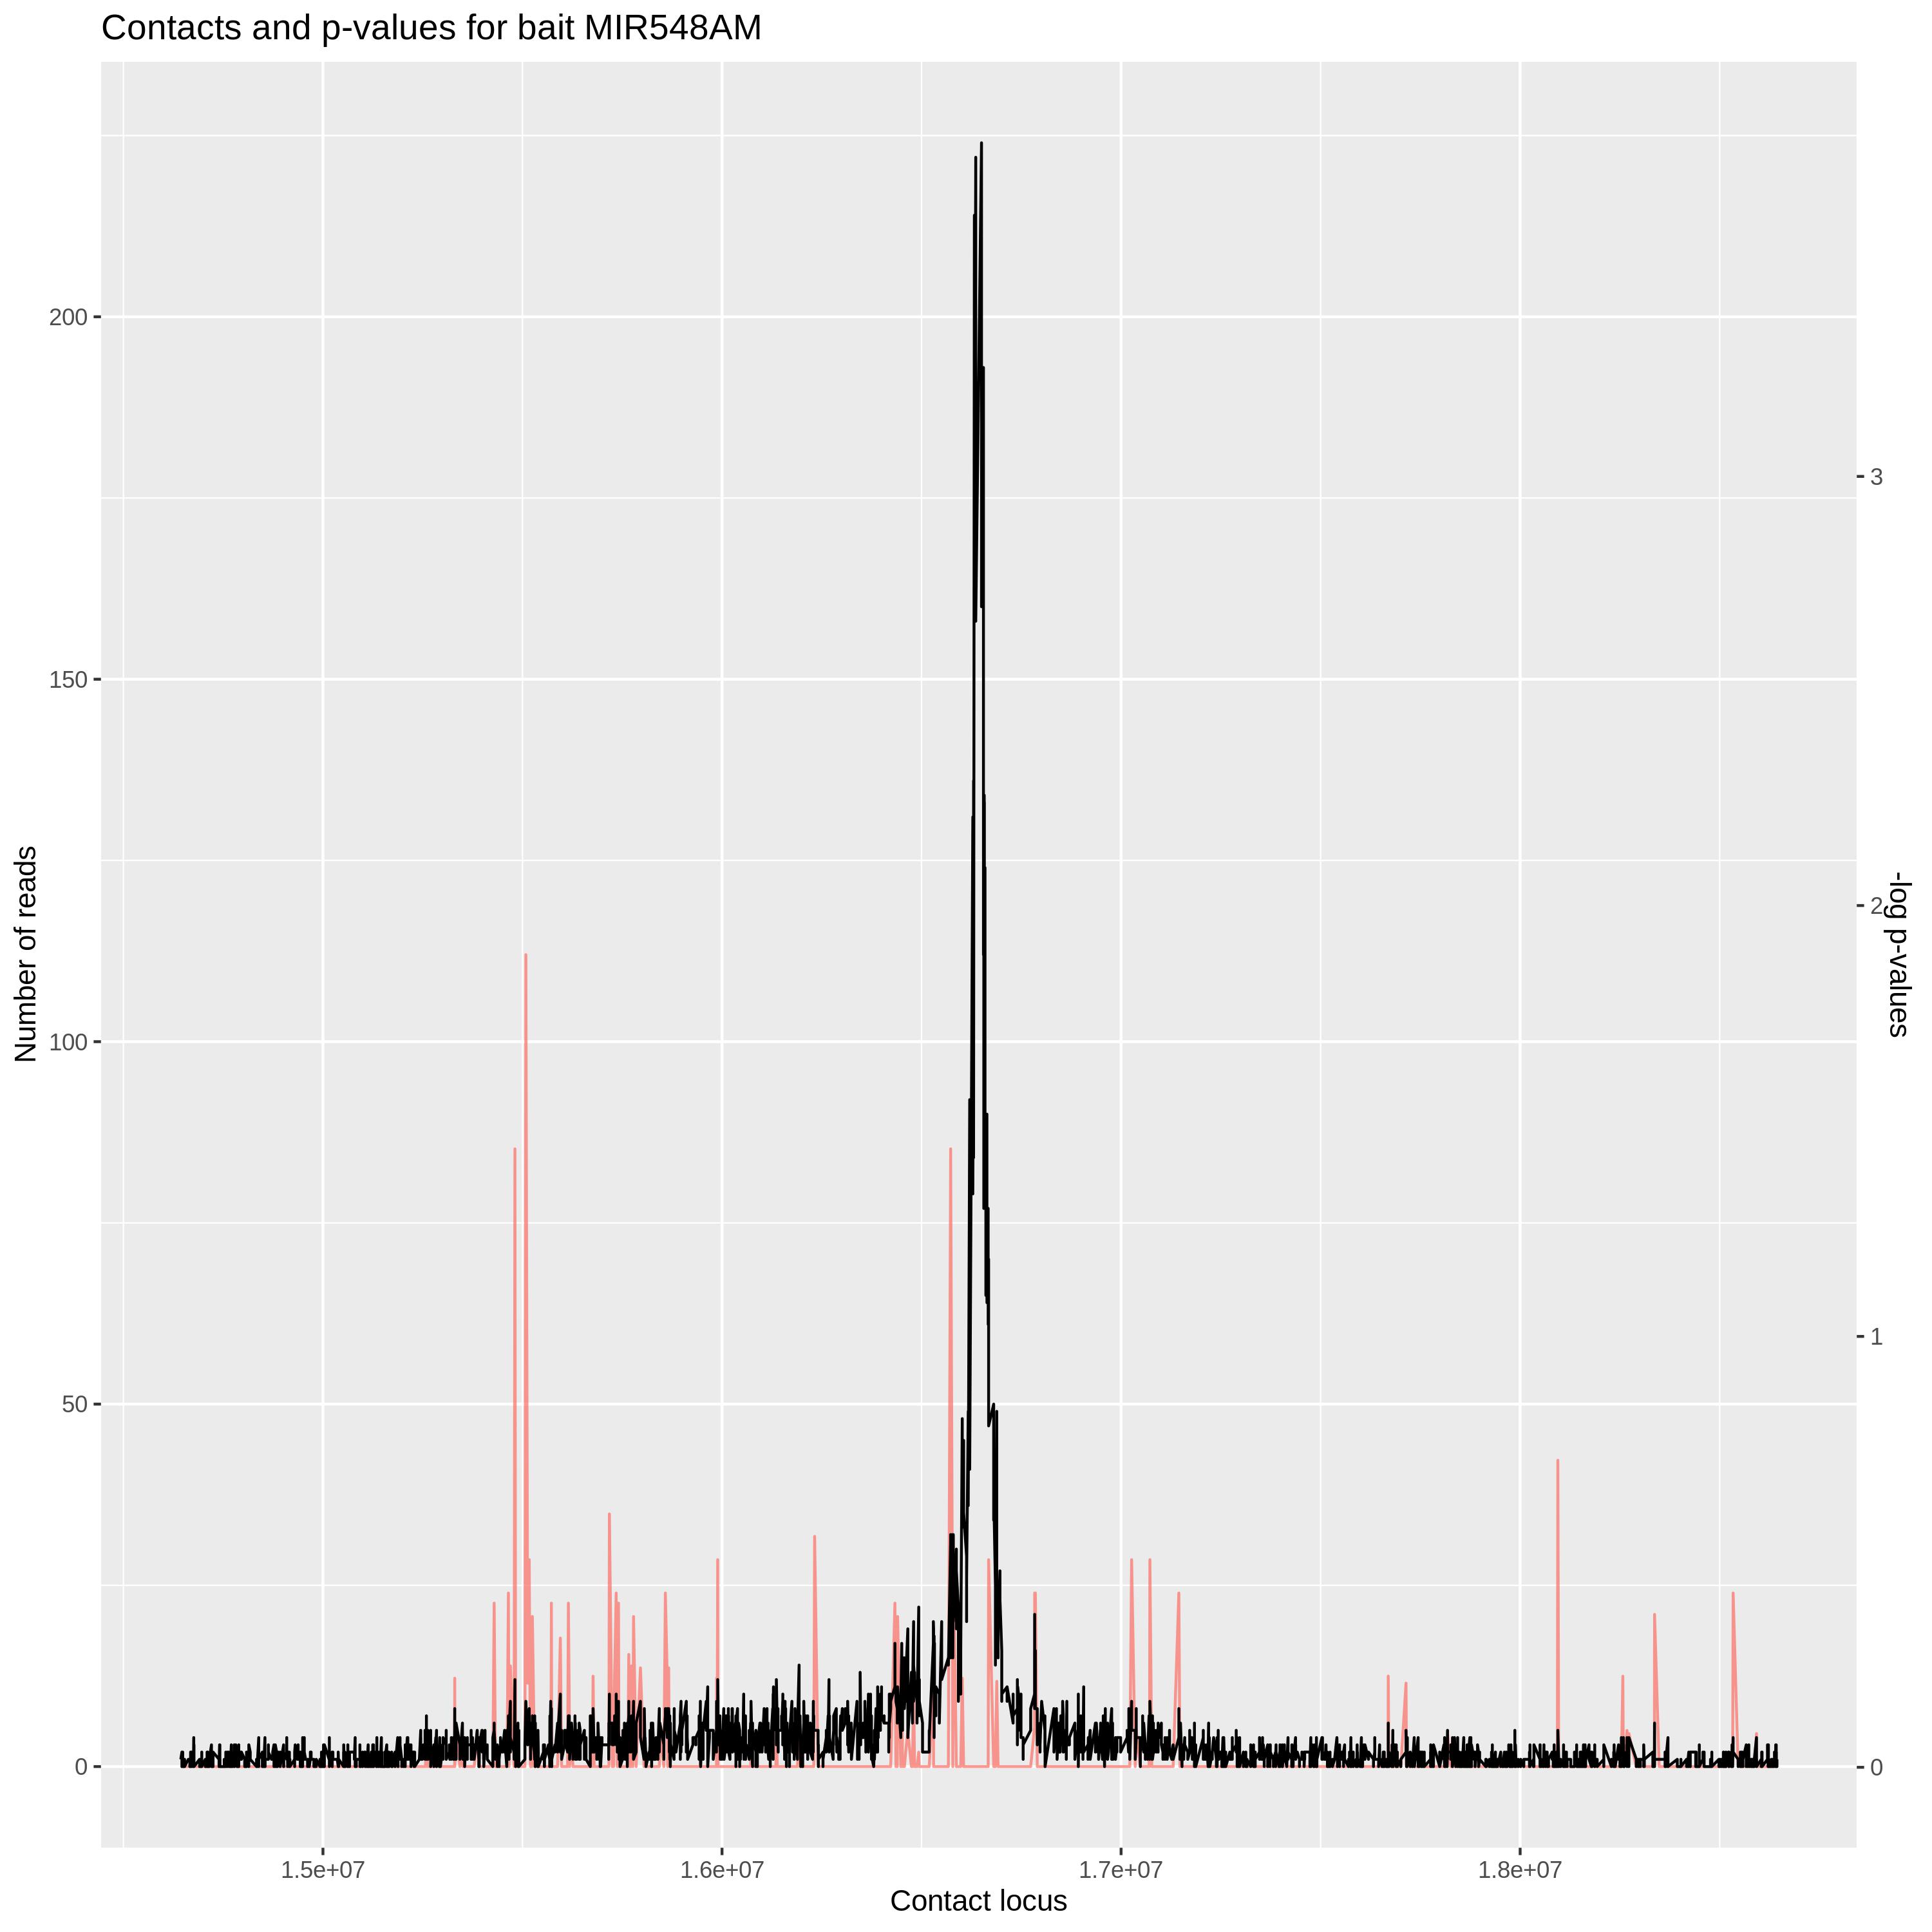 Contacts and p-values for bait MIR548AM
Number of reads
200
150
100
50
0
3
2
1
0
-log p-values
1.5e+07 1.6e+07 1.7e+07 1.8e+07
Contact locus